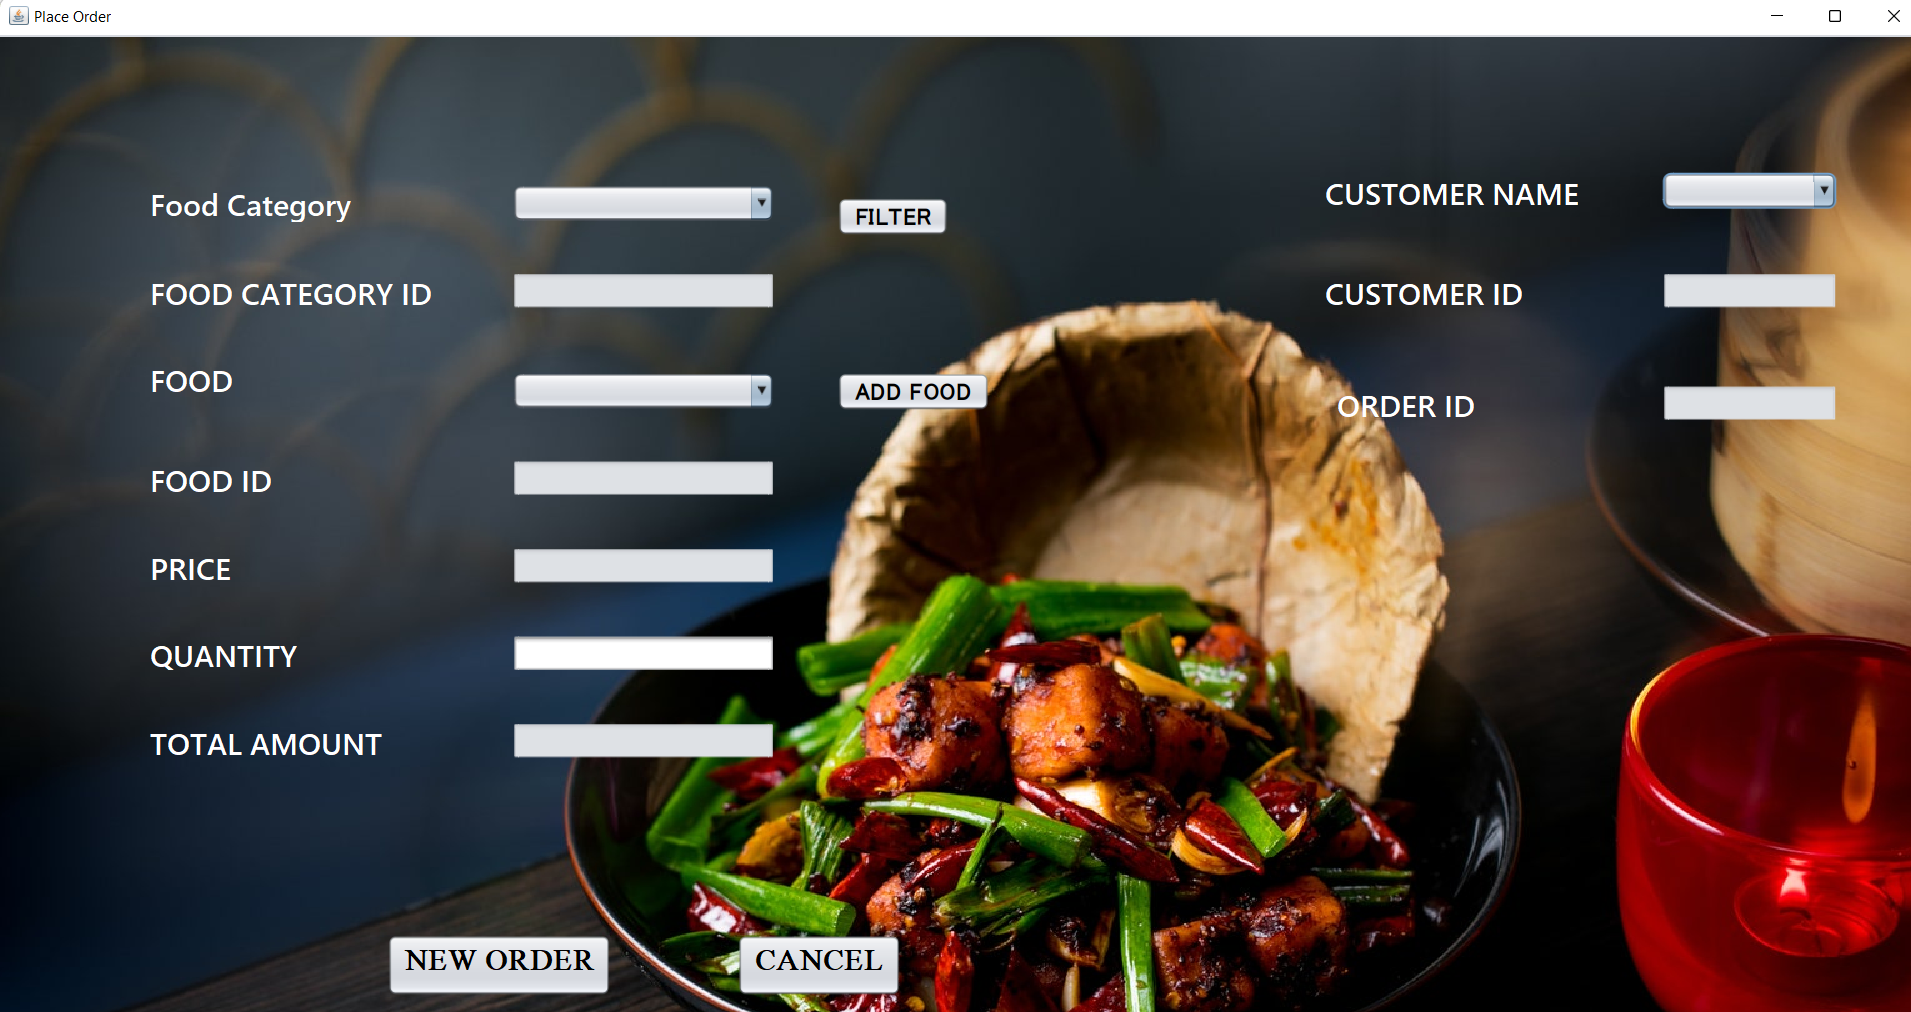 Place Order
Food Category
FILTER
CUSTOMER NAME
FOOD CATEGORY ID
CUSTOMER ID
FOOD
ADD FOOD
ORDER ID
FOOD ID
PRICE
QUANTITY
TOTAL AMOUNT
NEW ORDER
CANCEL